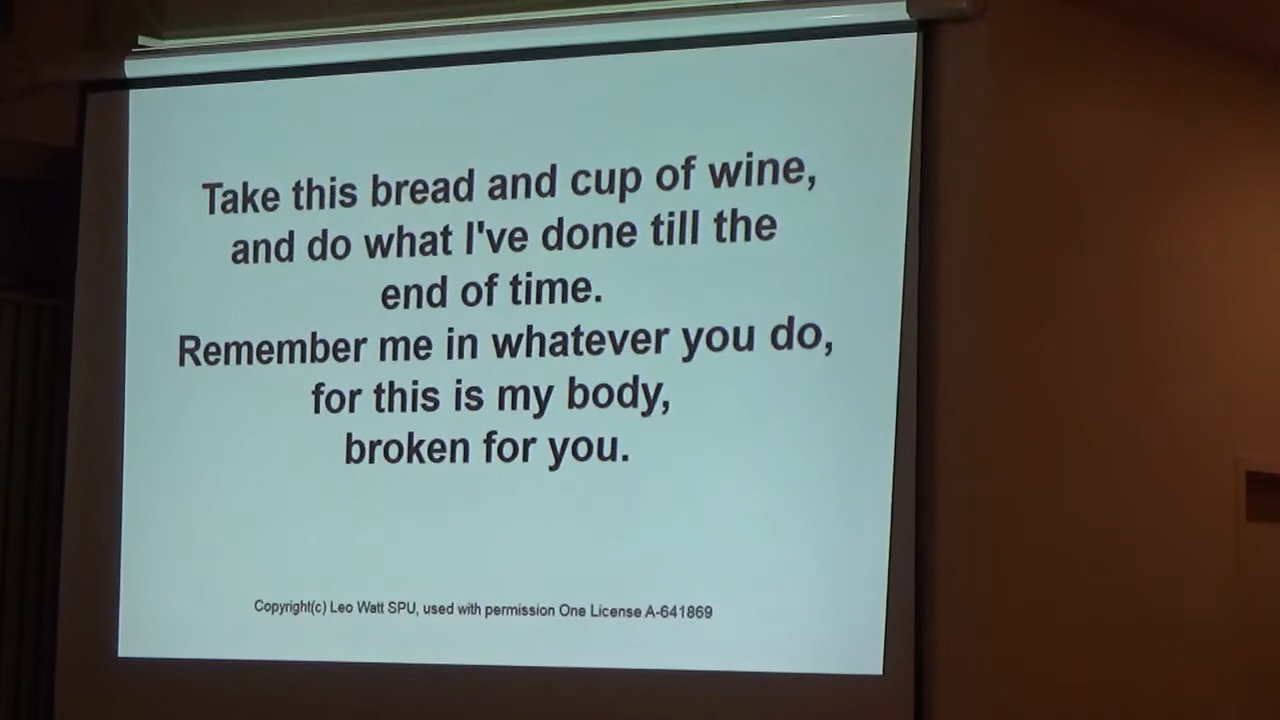 Take this bread and cup of wine,
and do what I've done till the
end of time.
Remember me in whatever you do,
for this is my body,
broken for you.
Copyright(c) Leo Watt SPU, used with permission One License A-641869